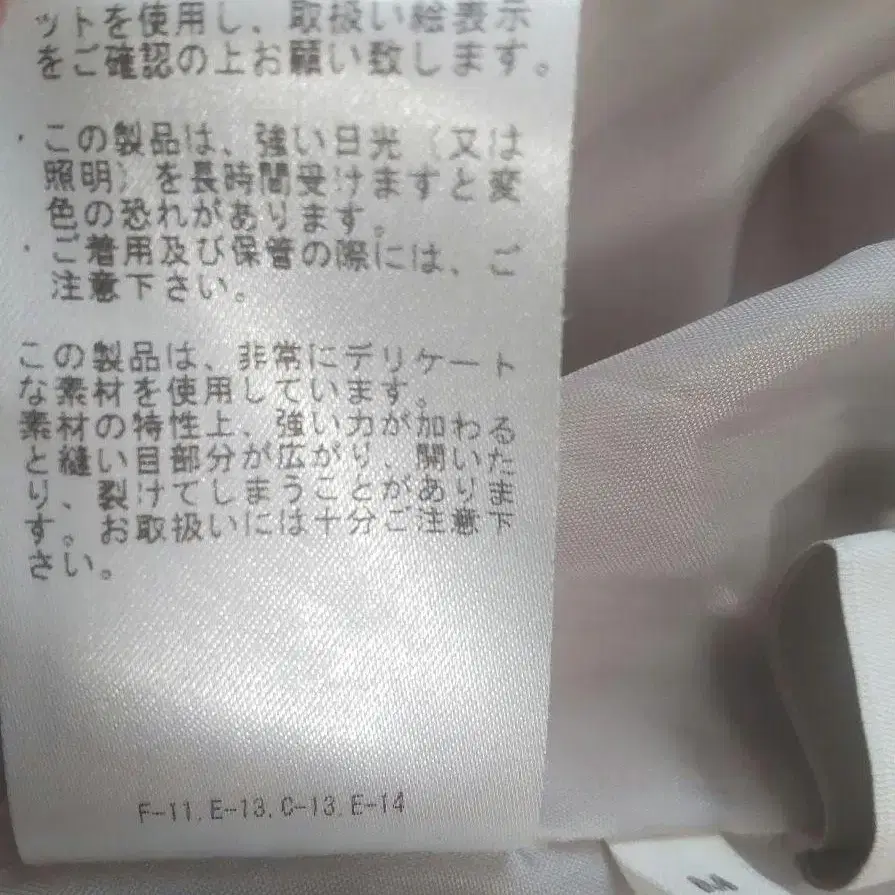 ットを使用し、取扱い絵表示
をご確認の上お願い致します。
・この製品は、強い日光(又は
照明)を長時間受けますと変
色の恐れがあります。
・ご着用及び保管の際には、ご
注意下さい。
この製品は、非常にデリケート
な素材を使用しています。
素材の特性上、強い力が加わる
と縫い目部分が広がり、開いた
り、裂けてしまうことがありま
す。お取扱いには十分ご注意下
さい。
F-11,E-13,C-13,E-14
M